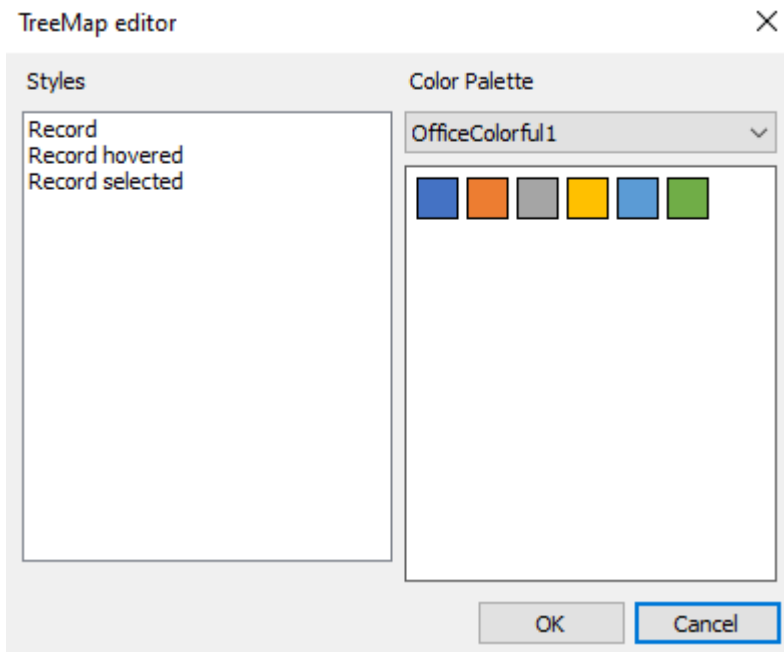 TreeMap editor
Styles
Color Palette
Record
Record hovered
Record selected
OfficeColorful1
OK
Cancel